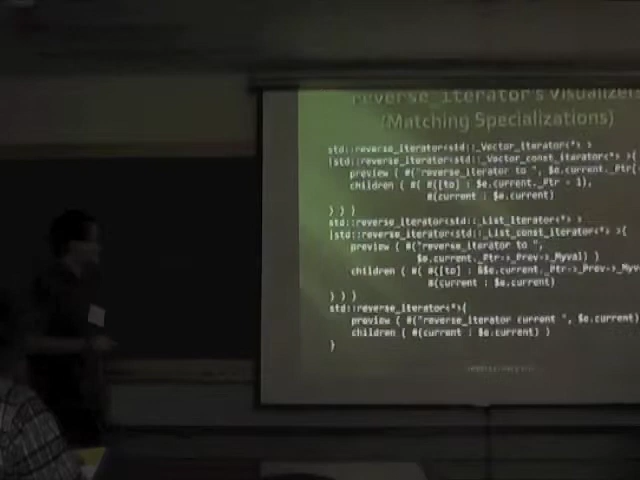 reverse_iterator's Visualizers
(Matching Specializations)
std::reverse_iterator<std::_Vector_iterator<*> >
|std::reverse_iterator<std::_Vector_const_iterator<*> >{
preview ( #("reverse_iterator to ", $e.current._Ptr[-
children ( #( #([to] : $e.current._Ptr - 1),
#(current : $e.current)
) ) }
std::reverse_iterator<std::_List_iterator<*> >
|std::reverse_iterator<std::_List_const_iterator<*> >{
preview ( #("reverse_iterator to ",
$e.current._Ptr->_Prev->_Myval) )
children ( #( #([to] : &$e.current._Ptr->_Prev->_My
#(current : $e.current)
) ) }
std::reverse_iterator<*>{
preview ( #("reverse_iterator current ", $e.current)
children ( #(current : $e.current) )
}